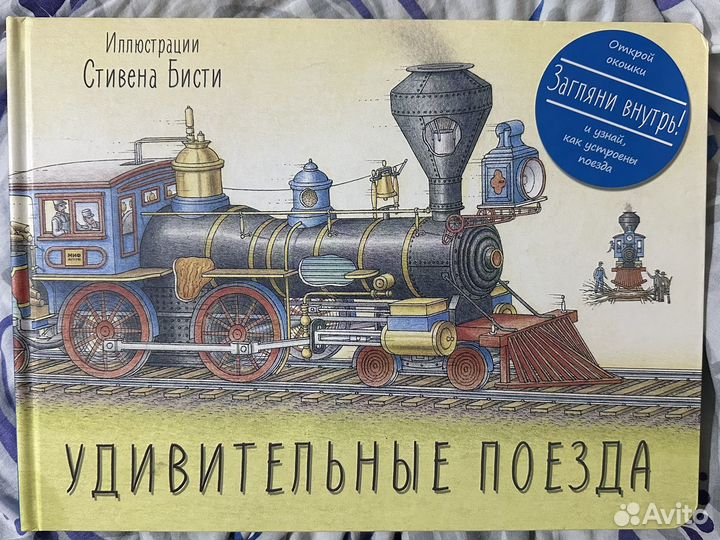 Иллюстрации
Стивена Бисти
Открой
окошки
Загляни внутрь!
и узнай,
как устроены
поезда
МИФ
УДИВИТЕЛЬНЫЕ ПОЕЗДА
Avito